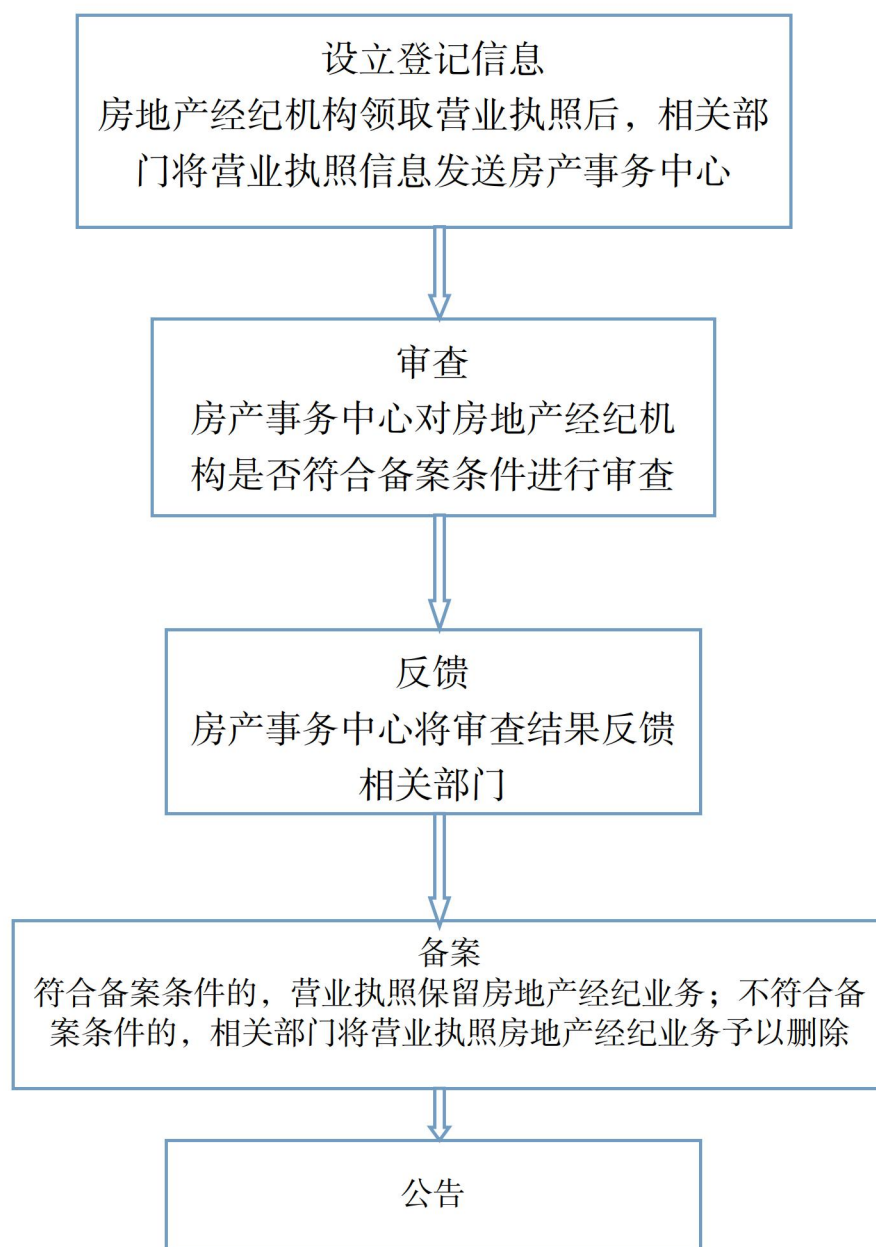 设立登记信息
房地产经纪机构领取营业执照后，相关部
门将营业执照信息发送房产事务中心
审查
房产事务中心对房地产经纪机
构是否符合备案条件进行审查
反馈
房产事务中心将审查结果反馈
相关部门
备案
符合备案条件的，营业执照保留房地产经纪业务；不符合备
案条件的，相关部门将营业执照房地产经纪业务予以删除
公告